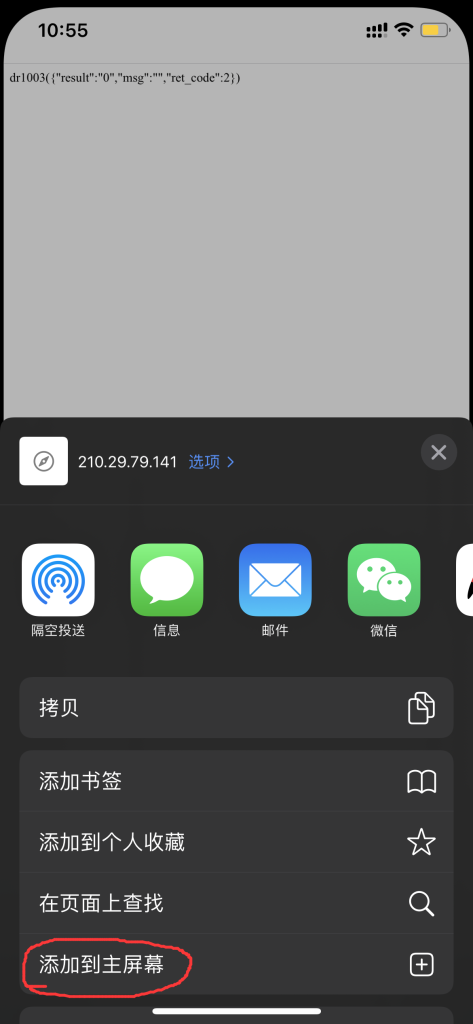 10:55
dr1003({"result":"0","msg":"","ret_code":2})
210.29.79.141 选项
隔空投送 信息 邮件 微信
拷贝
添加书签
添加到个人收藏
在页面上查找
添加到主屏幕